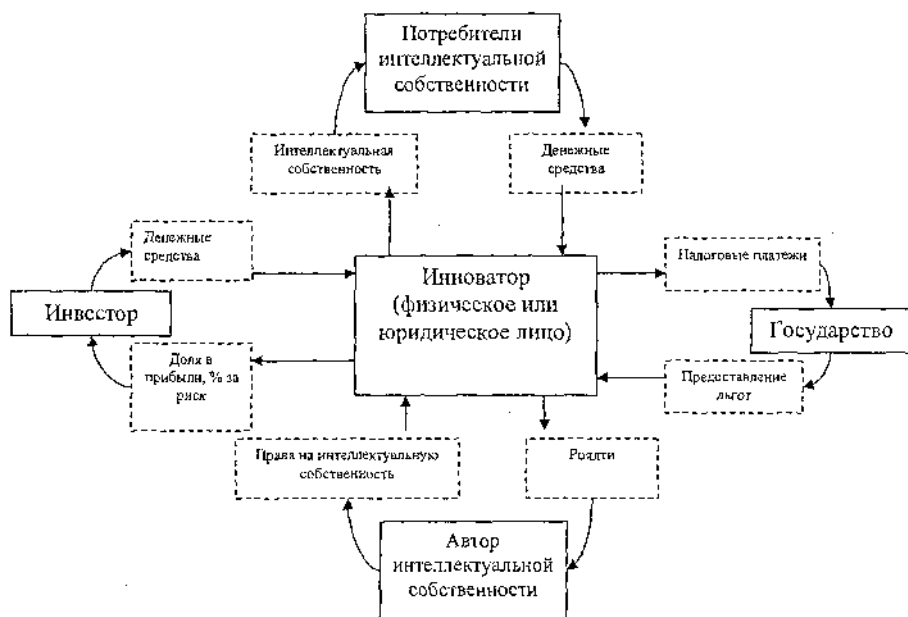 Потребители
интеллектуальной
собственности
Интеллектуальная
собственность
Денежные
средства
Денежные
средства
Инвестор
Доля в
прибыли, % за
риск
Инноватор
(физическое или
юридическое лицо)
Налоговые платежи
Государство
Предоставление
льгот
Права на интеллектуальную
собственность
Роялти
Автор
интеллектуальной
собственности